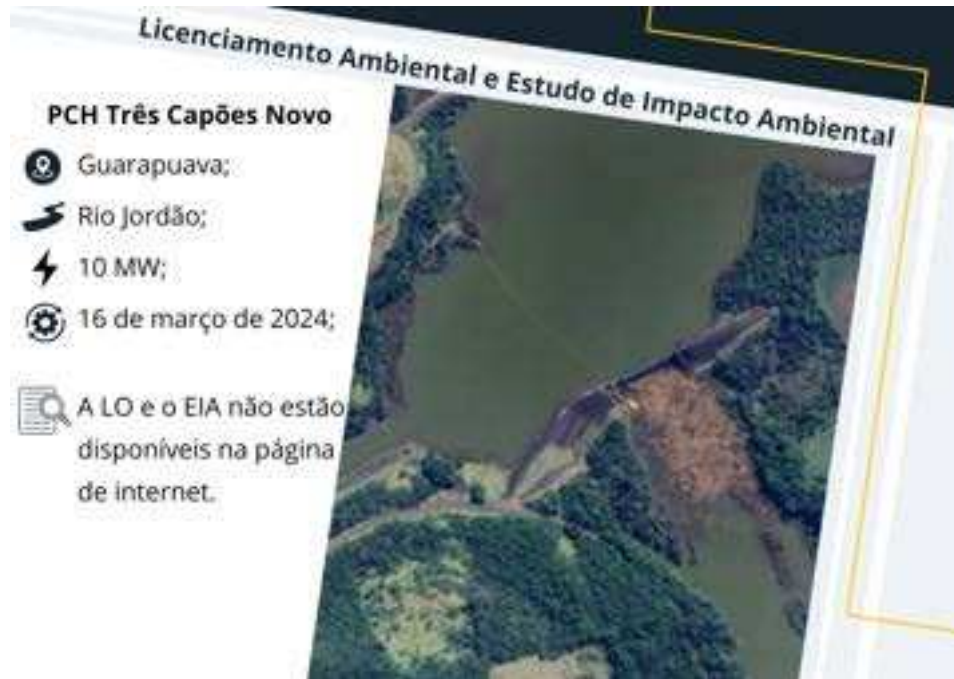 Licenciamento Ambiental e Estudo de Impacto Ambiental
PCH Três Capões Novo
Guarapuava;
Rio Jordão;
10 MW;
16 de março de 2024;
A LO e o EIA não estão
disponíveis na página
de internet.